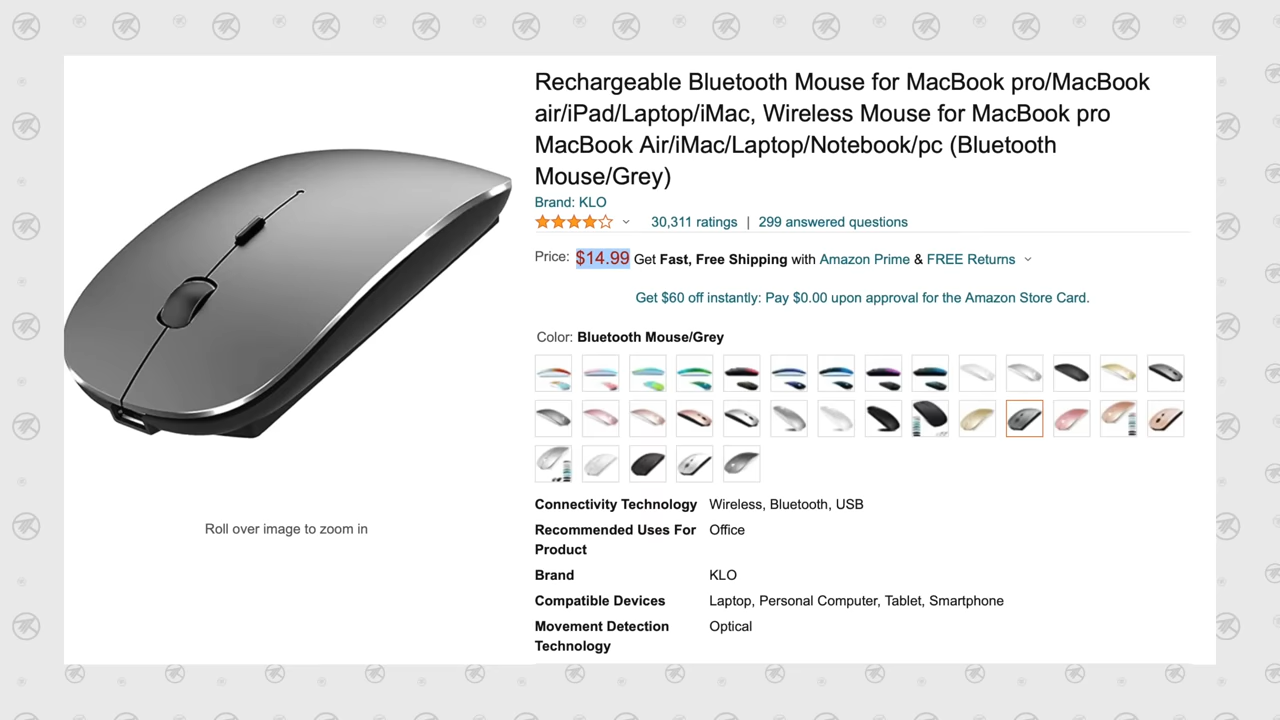 Rechargeable Bluetooth Mouse for MacBook pro/MacBook
air/iPad/Laptop/iMac, Wireless Mouse for MacBook pro
MacBook Air/iMac/Laptop/Notebook/pc (Bluetooth
Mouse/Grey)
Brand: KLO
30,311 ratings | 299 answered questions
Price: $14.99 Get Fast, Free Shipping with Amazon Prime & FREE Returns
Get $60 off instantly: Pay $0.00 upon approval for the Amazon Store Card.
Color: Bluetooth Mouse/Grey
Connectivity Technology Wireless, Bluetooth, USB
Recommended Uses For Office
Product
Brand KLO
Compatible Devices Laptop, Personal Computer, Tablet, Smartphone
Movement Detection Optical
Technology
Roll over image to zoom in